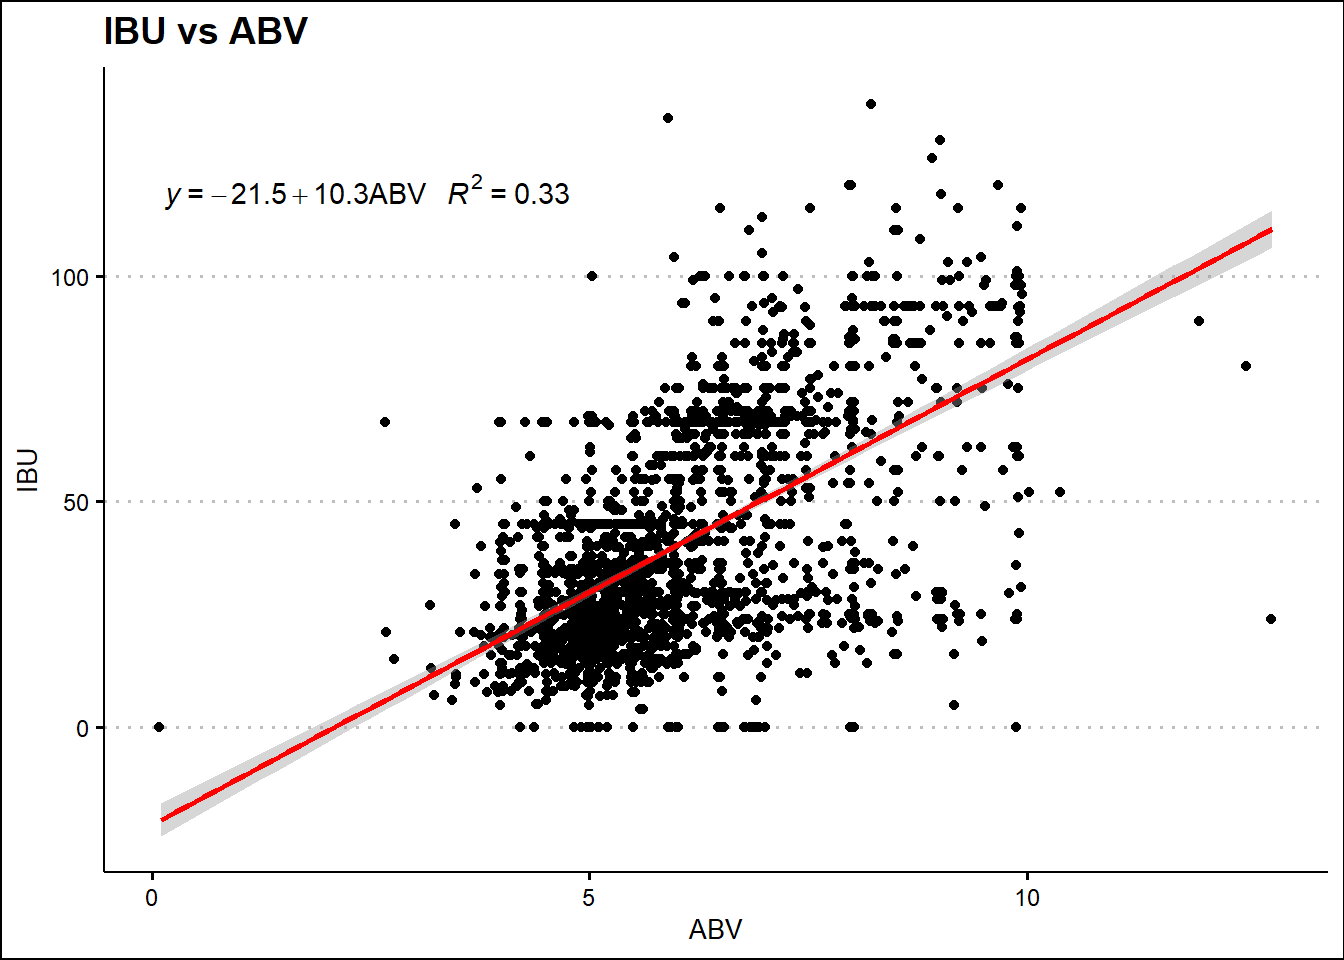 IBU vs ABV
y = −21.5 + 10.3ABV R² = 0.33
100
50
0
IBU
0 5 10
ABV